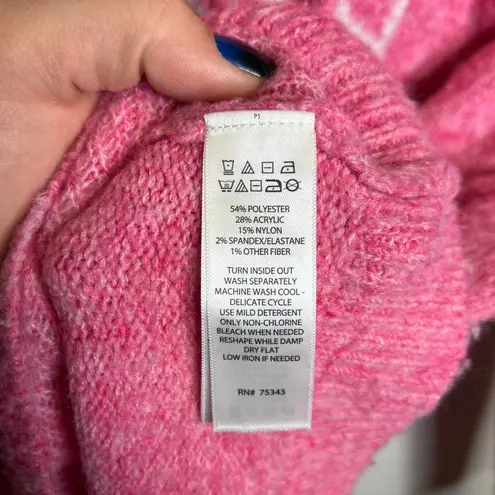 P1
54% POLYESTER
28% ACRYLIC
15% NYLON
2% SPANDEX/ELASTANE
1% OTHER FIBER
TURN INSIDE OUT
WASH SEPARATELY
MACHINE WASH COOL -
DELICATE CYCLE
USE MILD DETERGENT
ONLY NON-CHLORINE
BLEACH WHEN NEEDED
RESHAPE WHILE DAMP
DRY FLAT
LOW IRON IF NEEDED
RN# 75343